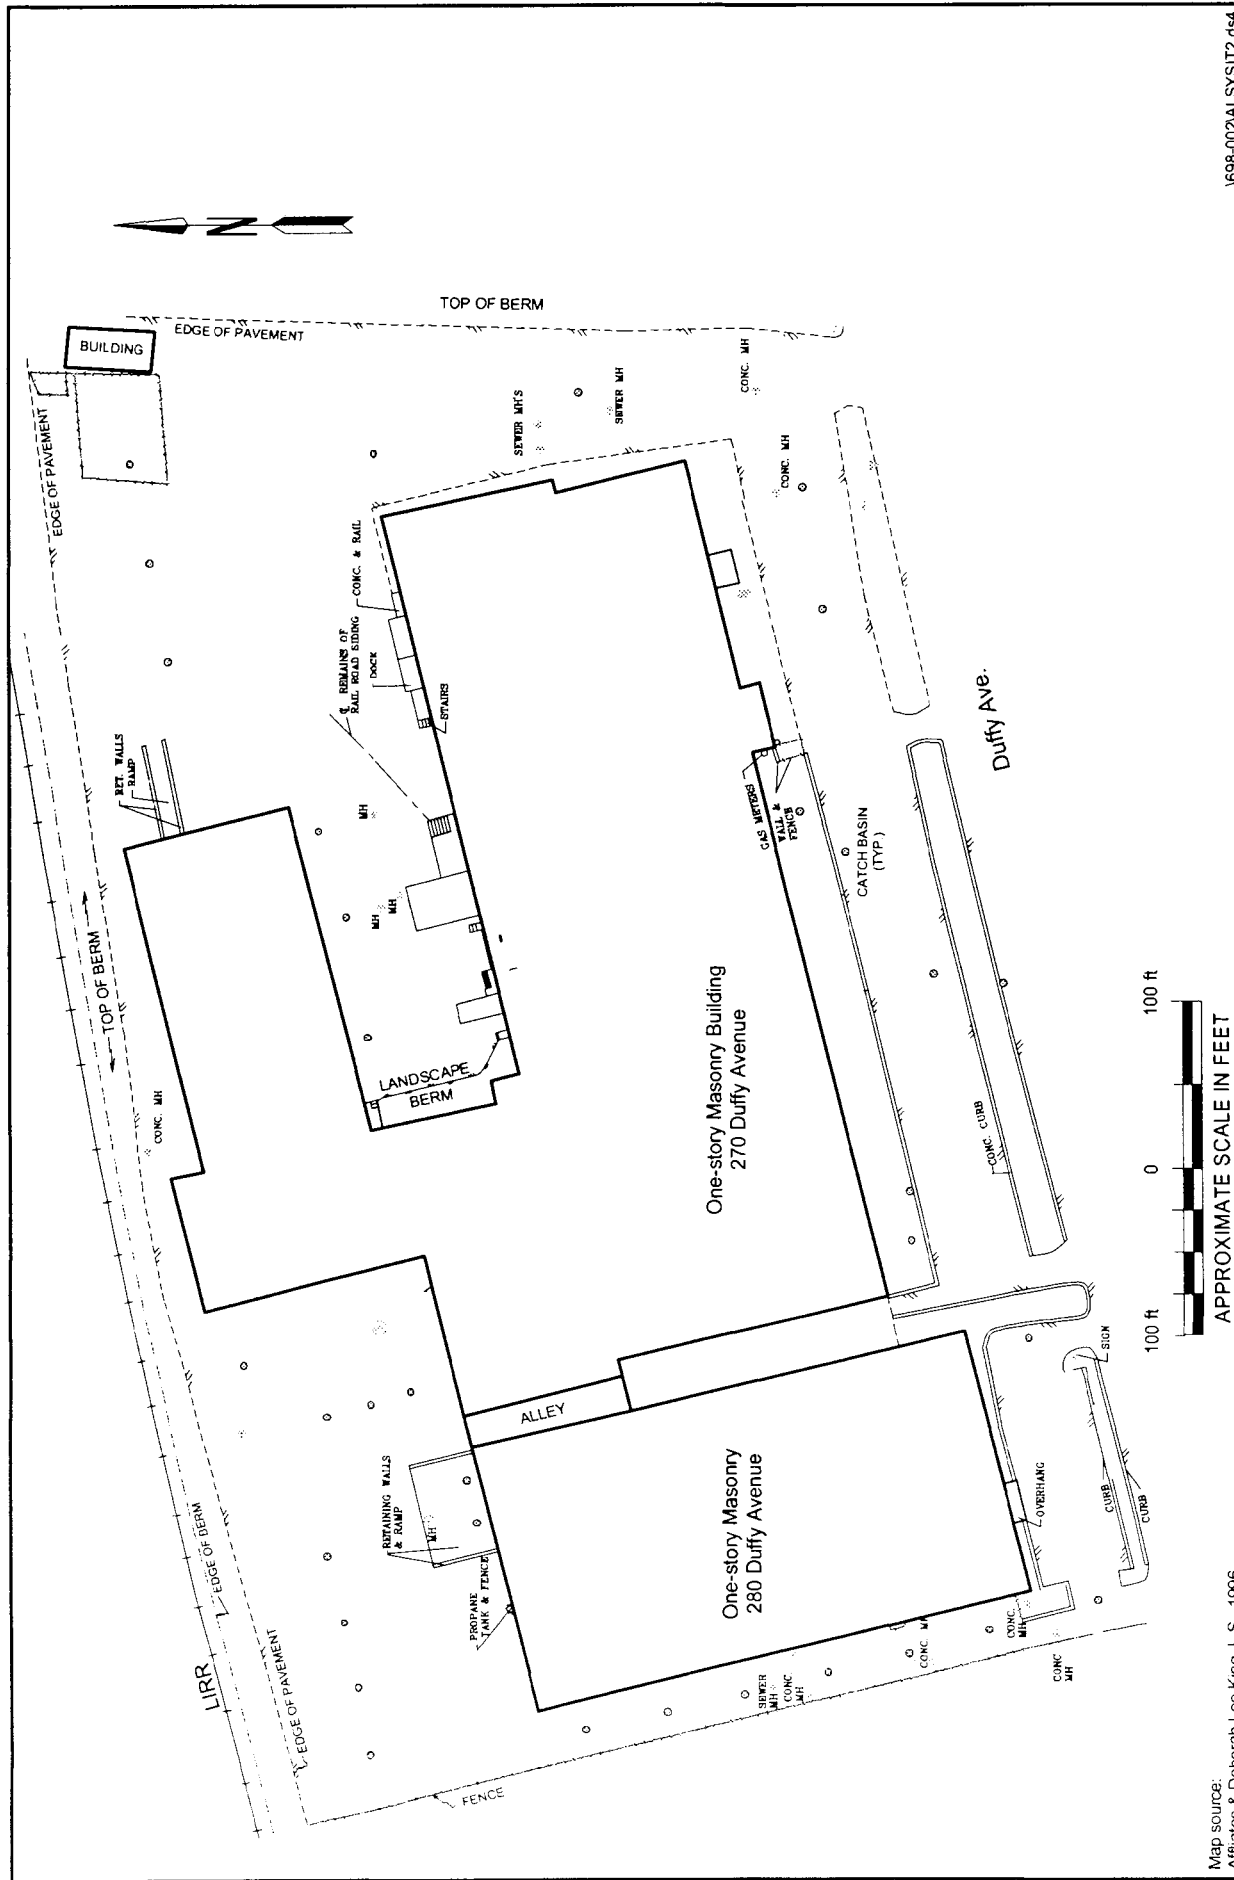 TOP OF BERM
BUILDING
EDGE OF PAVEMENT
EDGE OF PAVEMENT
N
CONC. MH
SEWER MH'S
SEWER MH
CONC. MH
CONC. & RAIL
℄ REMAINS OF
RAIL ROAD SIDING
DOCK
STAIRS
RET. WALLS
RAMP
MH
MH
MH
TOP OF BERM
CONC. MH
LANDSCAPE
BERM
GAS METERS
WALL &
FENCE
CATCH BASIN
(TYP.)
Duffy Ave.
One-story Masonry Building
270 Duffy Avenue
CONC. CURB
SIGN
ALLEY
RETAINING WALLS
& RAMP
MH
PROPANE
TANK & FENCE
One-story Masonry
280 Duffy Avenue
OVERHANG
CURB
CURB
EDGE OF BERM
LIRR
EDGE OF PAVEMENT
FENCE
SEWER
MH
CONC.
MH
CONC. MH
CONC.
MH
CONC
MH
100 ft
0
100 ft
APPROXIMATE SCALE IN FEET
Map source: